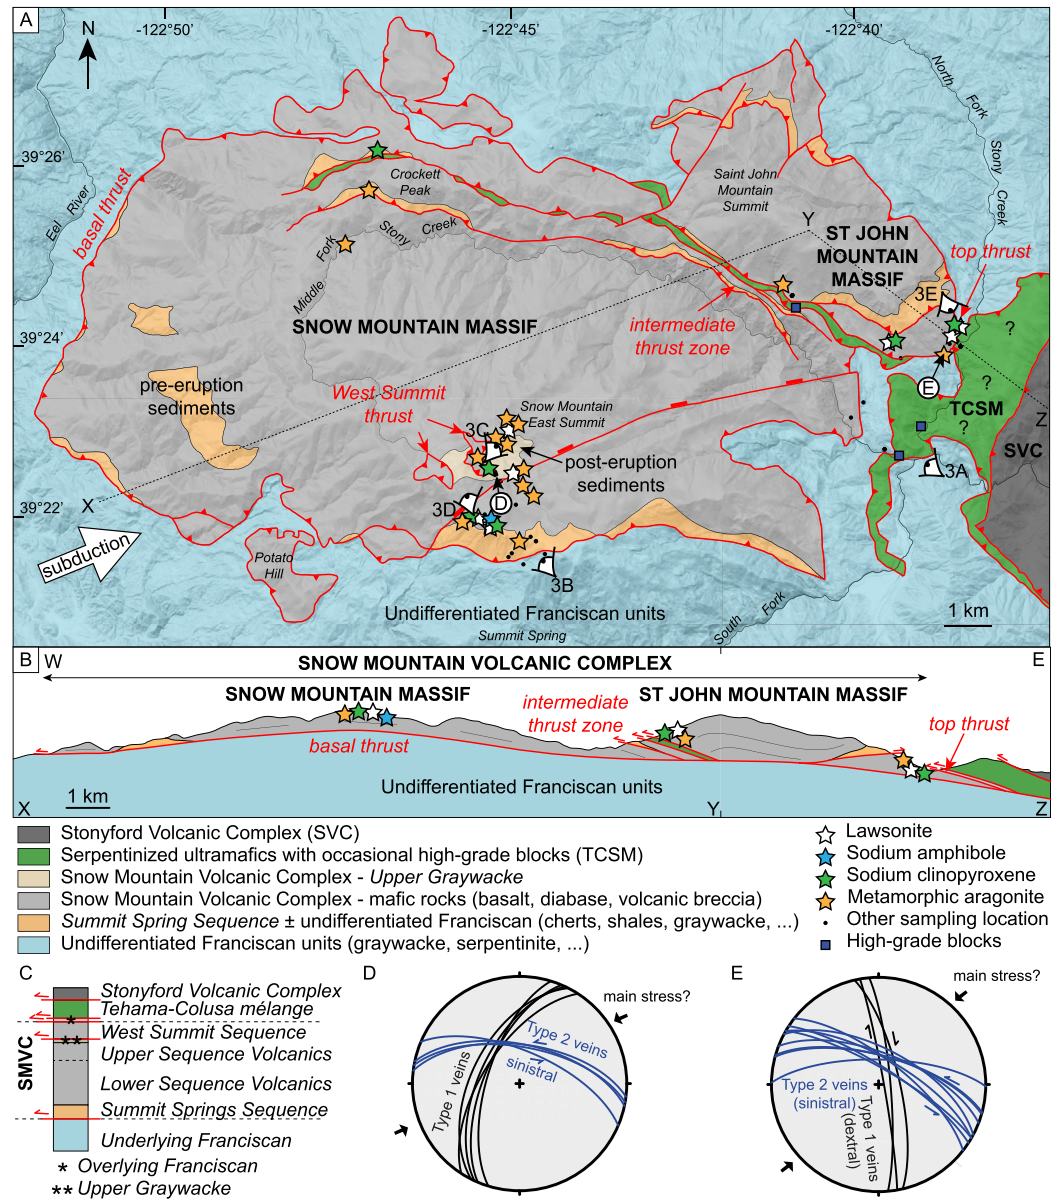 A
-122°50'
-122°45'
-122°40'
N
North
Fork
Stony
Creek
39°26'
39°24'
39°22'
Eel River
basal thrust
Crockett
Peak
Saint John
Mountain
Summit
Stony Creek
Fork
Middle
Y
ST JOHN
MOUNTAIN
MASSIF
top thrust
3E
?
SNOW MOUNTAIN MASSIF
intermediate
thrust zone
pre-eruption
sediments
West Summit
thrust
Snow Mountain
East Summit
E
?
TCSM
?
Z
SVC
3C
post-eruption
sediments
3A
X
3D
D
subduction
Potato
Hill
3B
Undifferentiated Franciscan units
Summit Spring
South Fork
1 km
B
W
SNOW MOUNTAIN VOLCANIC COMPLEX
E
SNOW MOUNTAIN MASSIF
intermediate
thrust zone
ST JOHN MOUNTAIN MASSIF
basal thrust
top thrust
Undifferentiated Franciscan units
X
1 km
Y
Z
Stonyford Volcanic Complex (SVC)
Serpentinized ultramafics with occasional high-grade blocks (TCSM)
Snow Mountain Volcanic Complex - Upper Graywacke
Snow Mountain Volcanic Complex - mafic rocks (basalt, diabase, volcanic breccia)
Summit Spring Sequence ± undifferentiated Franciscan (cherts, shales, graywacke, ...)
Undifferentiated Franciscan units (graywacke, serpentinite, ...)
Lawsonite
Sodium amphibole
Sodium clinopyroxene
Metamorphic aragonite
Other sampling location
High-grade blocks
C
Stonyford Volcanic Complex
Tehama-Colusa mélange
*
West Summit Sequence
**
Upper Sequence Volcanics
Lower Sequence Volcanics
Summit Springs Sequence
Underlying Franciscan
SMVC
* Overlying Franciscan
** Upper Graywacke
D
main stress?
Type 2 veins
sinistral
Type 1 veins
E
main stress?
Type 2 veins
(sinistral)
Type 1 veins
(dextral)